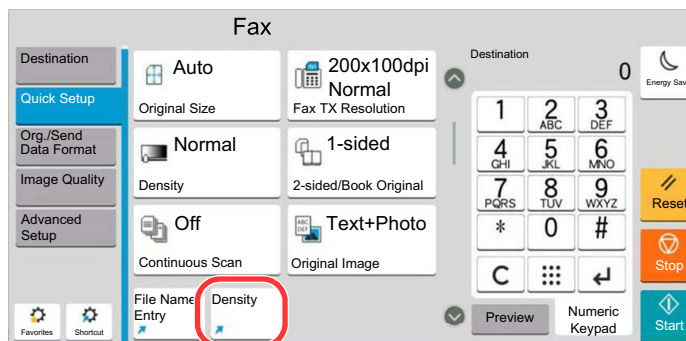 Fax
Destination
Quick Setup
Org./Send
Data Format
Image Quality
Advanced
Setup
Favorites
Shortcut
Auto
Original Size
200x100dpi
Normal
Fax TX Resolution
Normal
Density
1-sided
2-sided/Book Original
Off
Continuous Scan
ABC
DEF
Text+Photo
Original Image
File Name
Entry
Density
Destination
0
1
2
ABC
3
DEF
4
GHI
5
JKL
6
MNO
7
PQRS
8
TUV
9
WXYZ
*
0
#
C
Preview
Numeric
Keypad
Energy Sav
Reset
Stop
Start